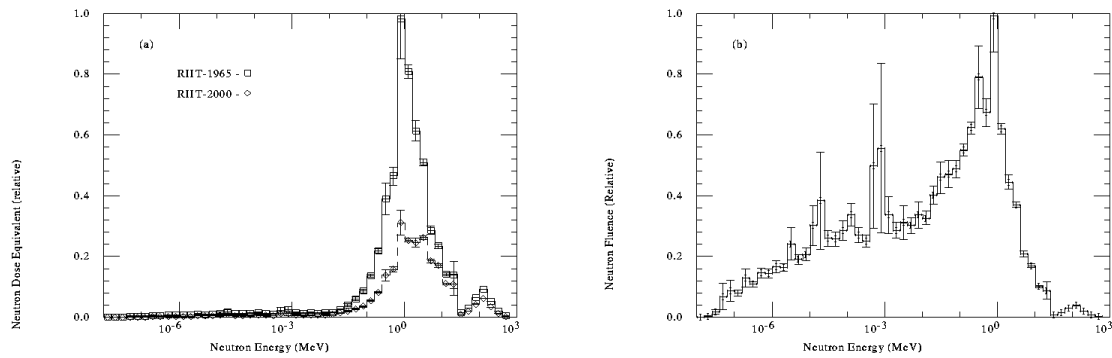 (a)
RIIT-1965 -
RIIT-2000 -
1.0
0.8
0.6
0.4
0.2
0.0
10^-6
10^-3
10^0
10^3
Neutron Energy (MeV)
Neutron Dose Equivalent (relative)
(b)
1.0
0.8
0.6
0.4
0.2
0.0
10^-6
10^-3
10^0
10^3
Neutron Energy (MeV)
Neutron Fluence (Relative)